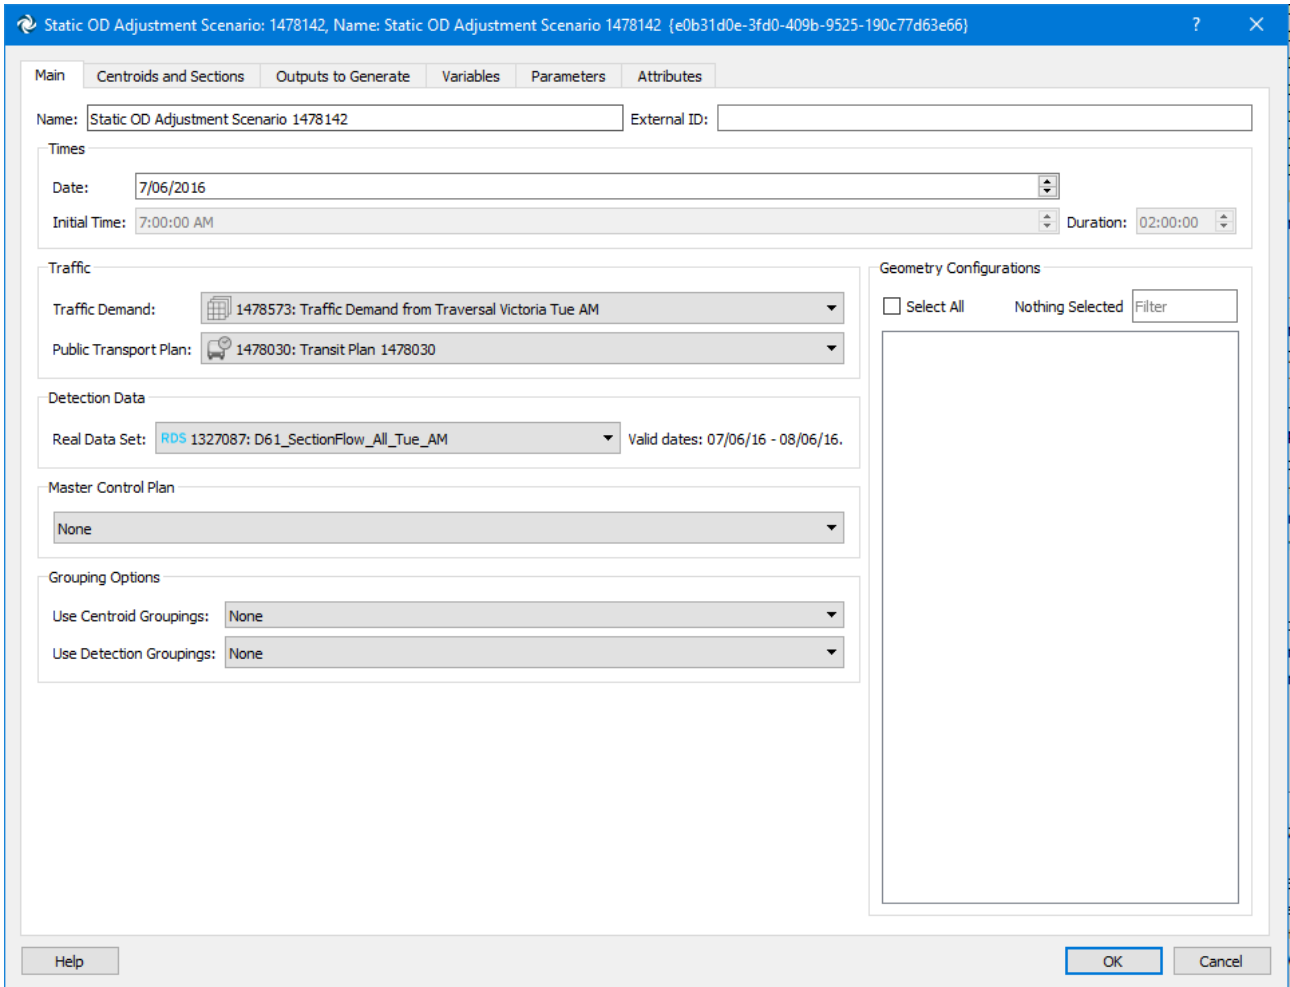 Static OD Adjustment Scenario: 1478142, Name: Static OD Adjustment Scenario 1478142 {e0b31d0e-3fd0-409b-9525-190c77d63e66}
? ×
Main Centroids and Sections Outputs to Generate Variables Parameters Attributes
Name: Static OD Adjustment Scenario 1478142 External ID:
Times
Date: 7/06/2016
Initial Time: 7:00:00 AM Duration: 02:00:00
Traffic
Traffic Demand: 1478573: Traffic Demand from Traversal Victoria Tue AM
Public Transport Plan: 1478030: Transit Plan 1478030
Detection Data
Real Data Set: RDS 1327087: D61_SectionFlow_All_Tue_AM Valid dates: 07/06/16 - 08/06/16.
Master Control Plan
None
Grouping Options
Use Centroid Groupings: None
Use Detection Groupings: None
Geometry Configurations
Select All Nothing Selected Filter
Help OK Cancel